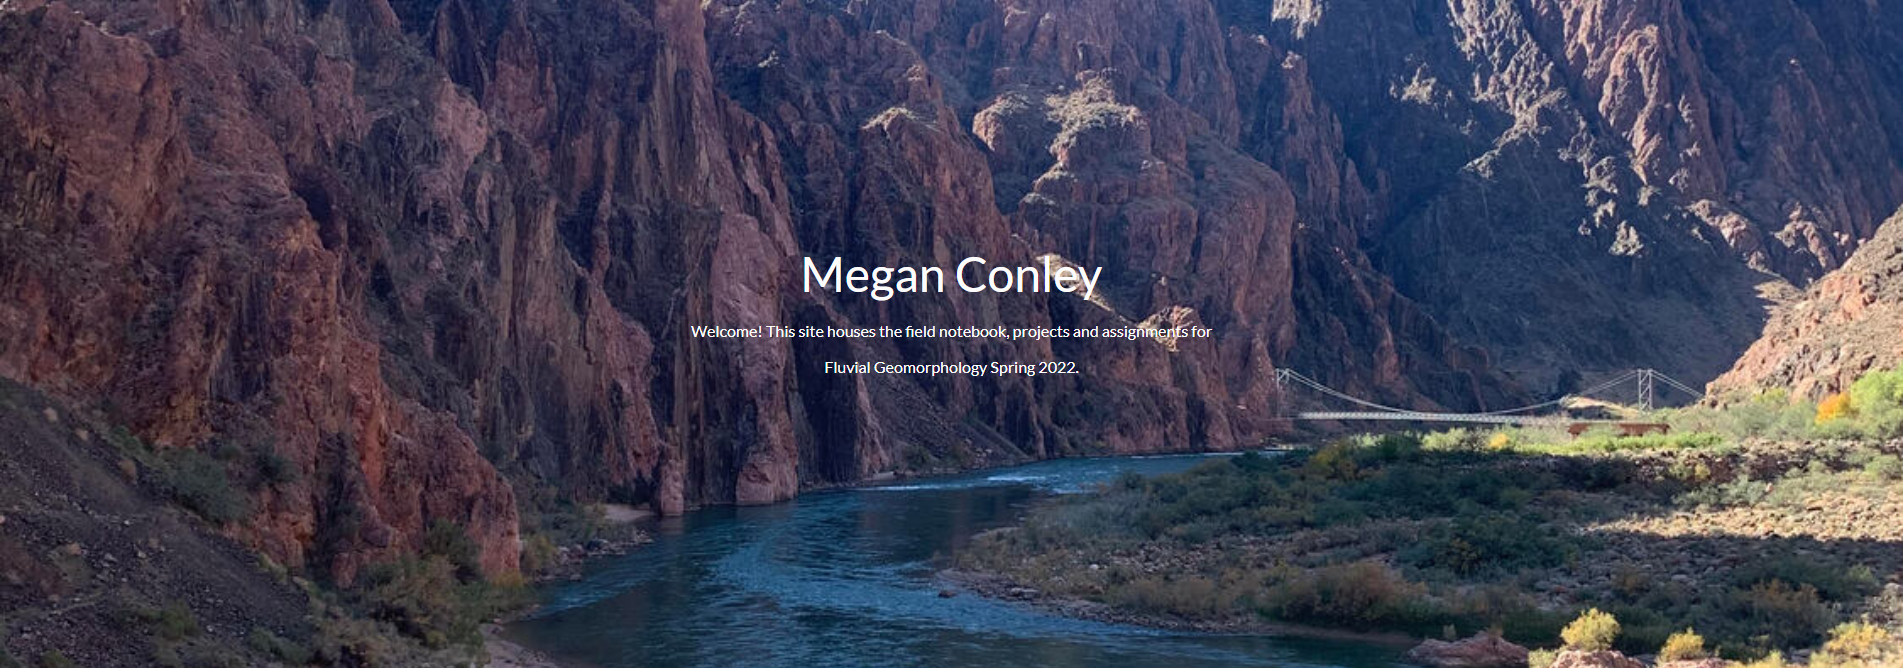 Megan Conley
Welcome! This site houses the field notebook, projects and assignments for
Fluvial Geomorphology Spring 2022.